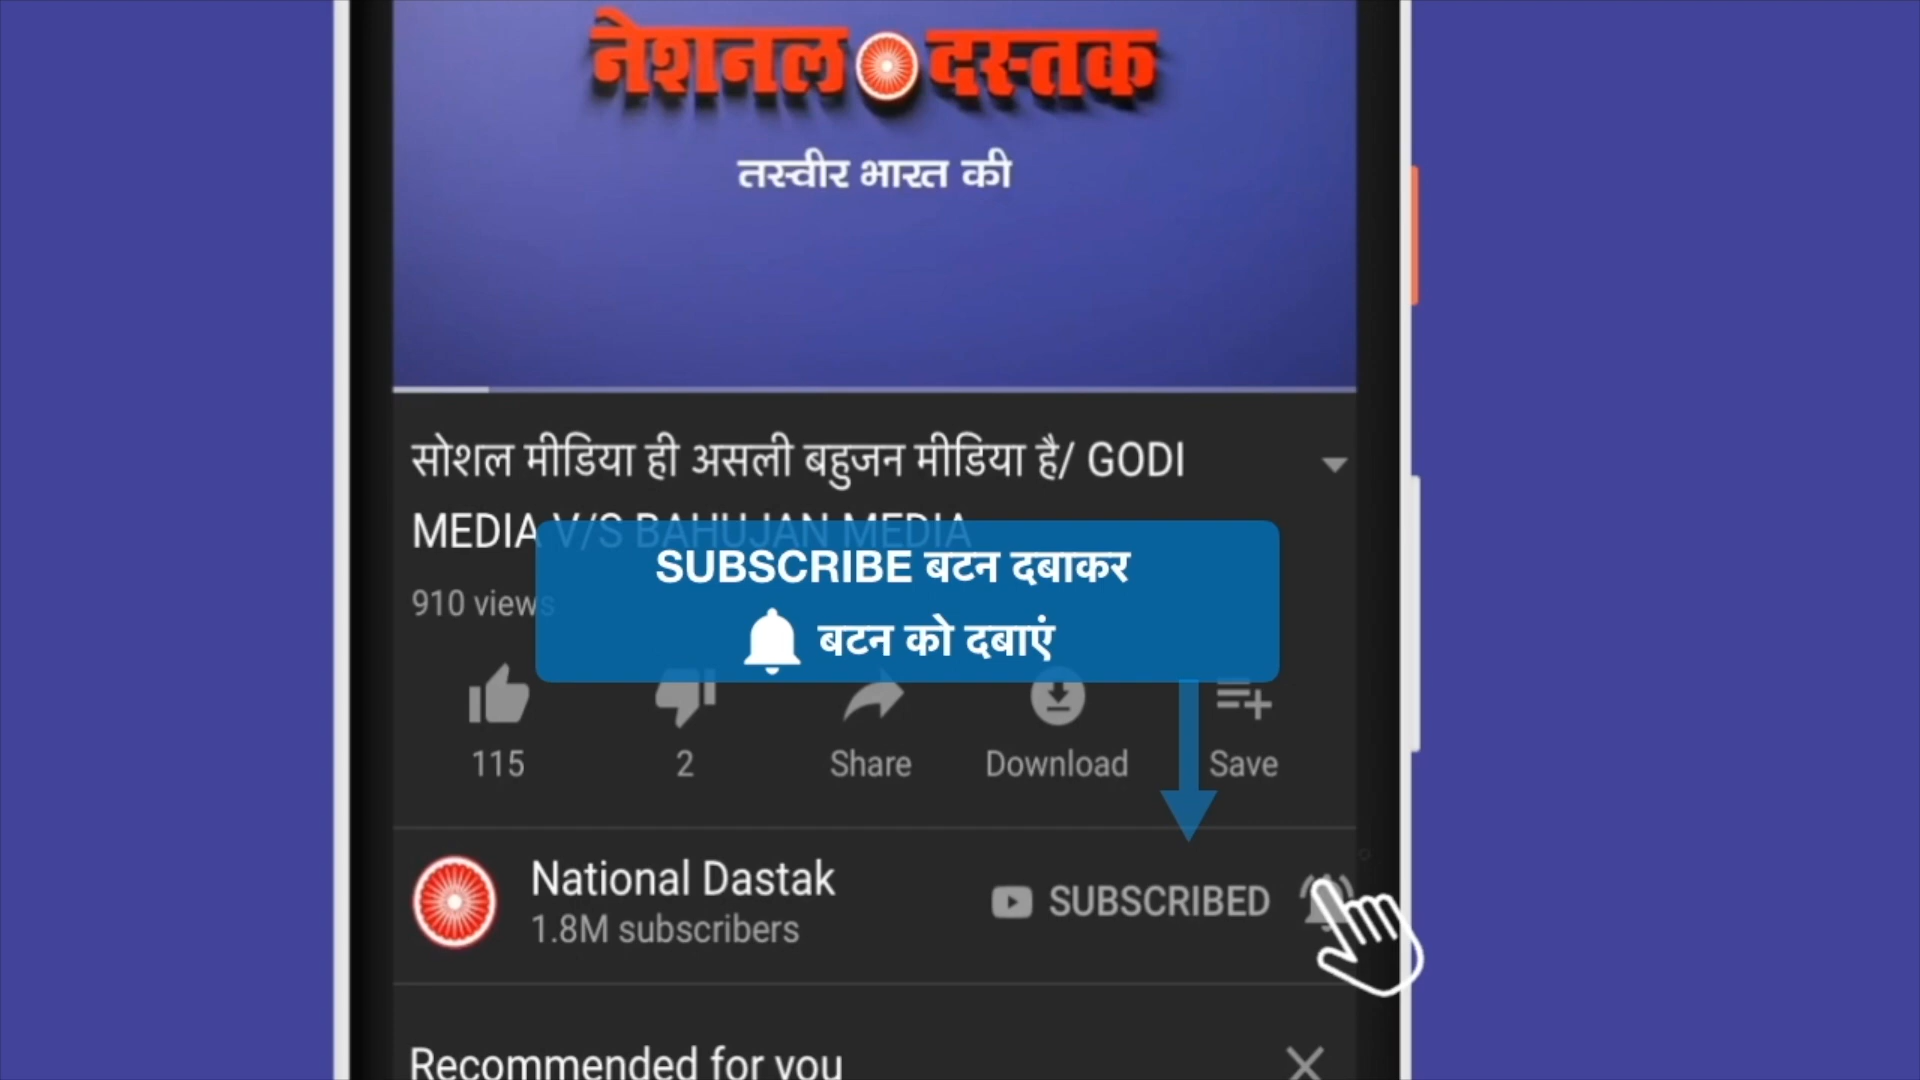 नेशनल दस्तक
तस्वीर भारत की
सोशल मीडिया ही असली बहुजन मीडिया है/ GODI
MEDIA V/S BAHUJAN MEDIA
910 views
SUBSCRIBE बटन दबाकर
बटन को दबाएं
115
2
Share
Download
Save
National Dastak
1.8M subscribers
SUBSCRIBED
Recommended for you